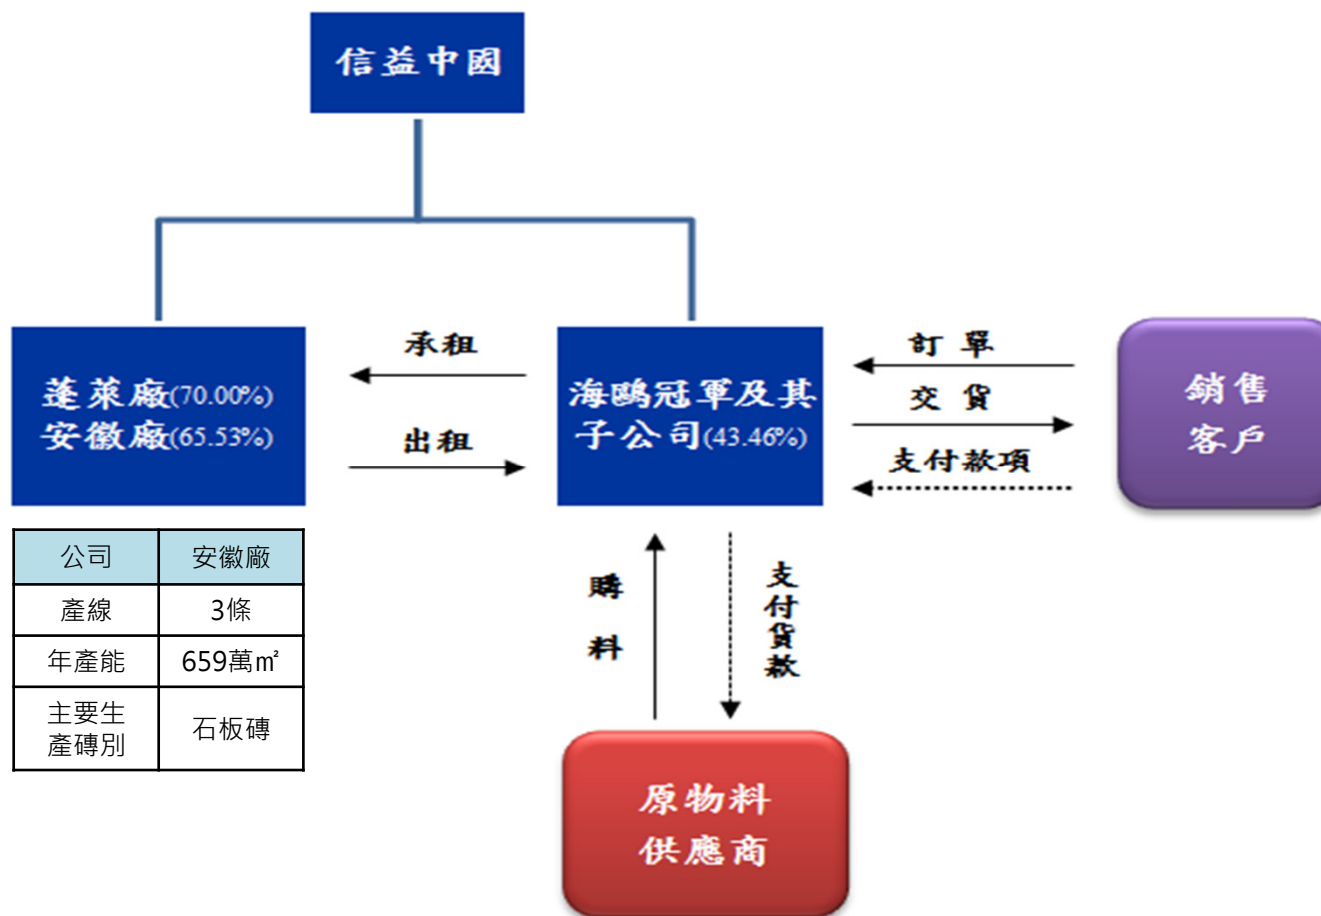 信益中國
蓬萊廠(70.00%)
安徽廠(65.53%)
承租
出租
海鷗冠軍及其
子公司(43.46%)
訂單
交貨
支付款項
銷售
客戶
公司 安徽廠
產線 3條
年產能 659萬㎡
主要生
產磚別 石板磚
購料
支付貨款
原物料
供應商